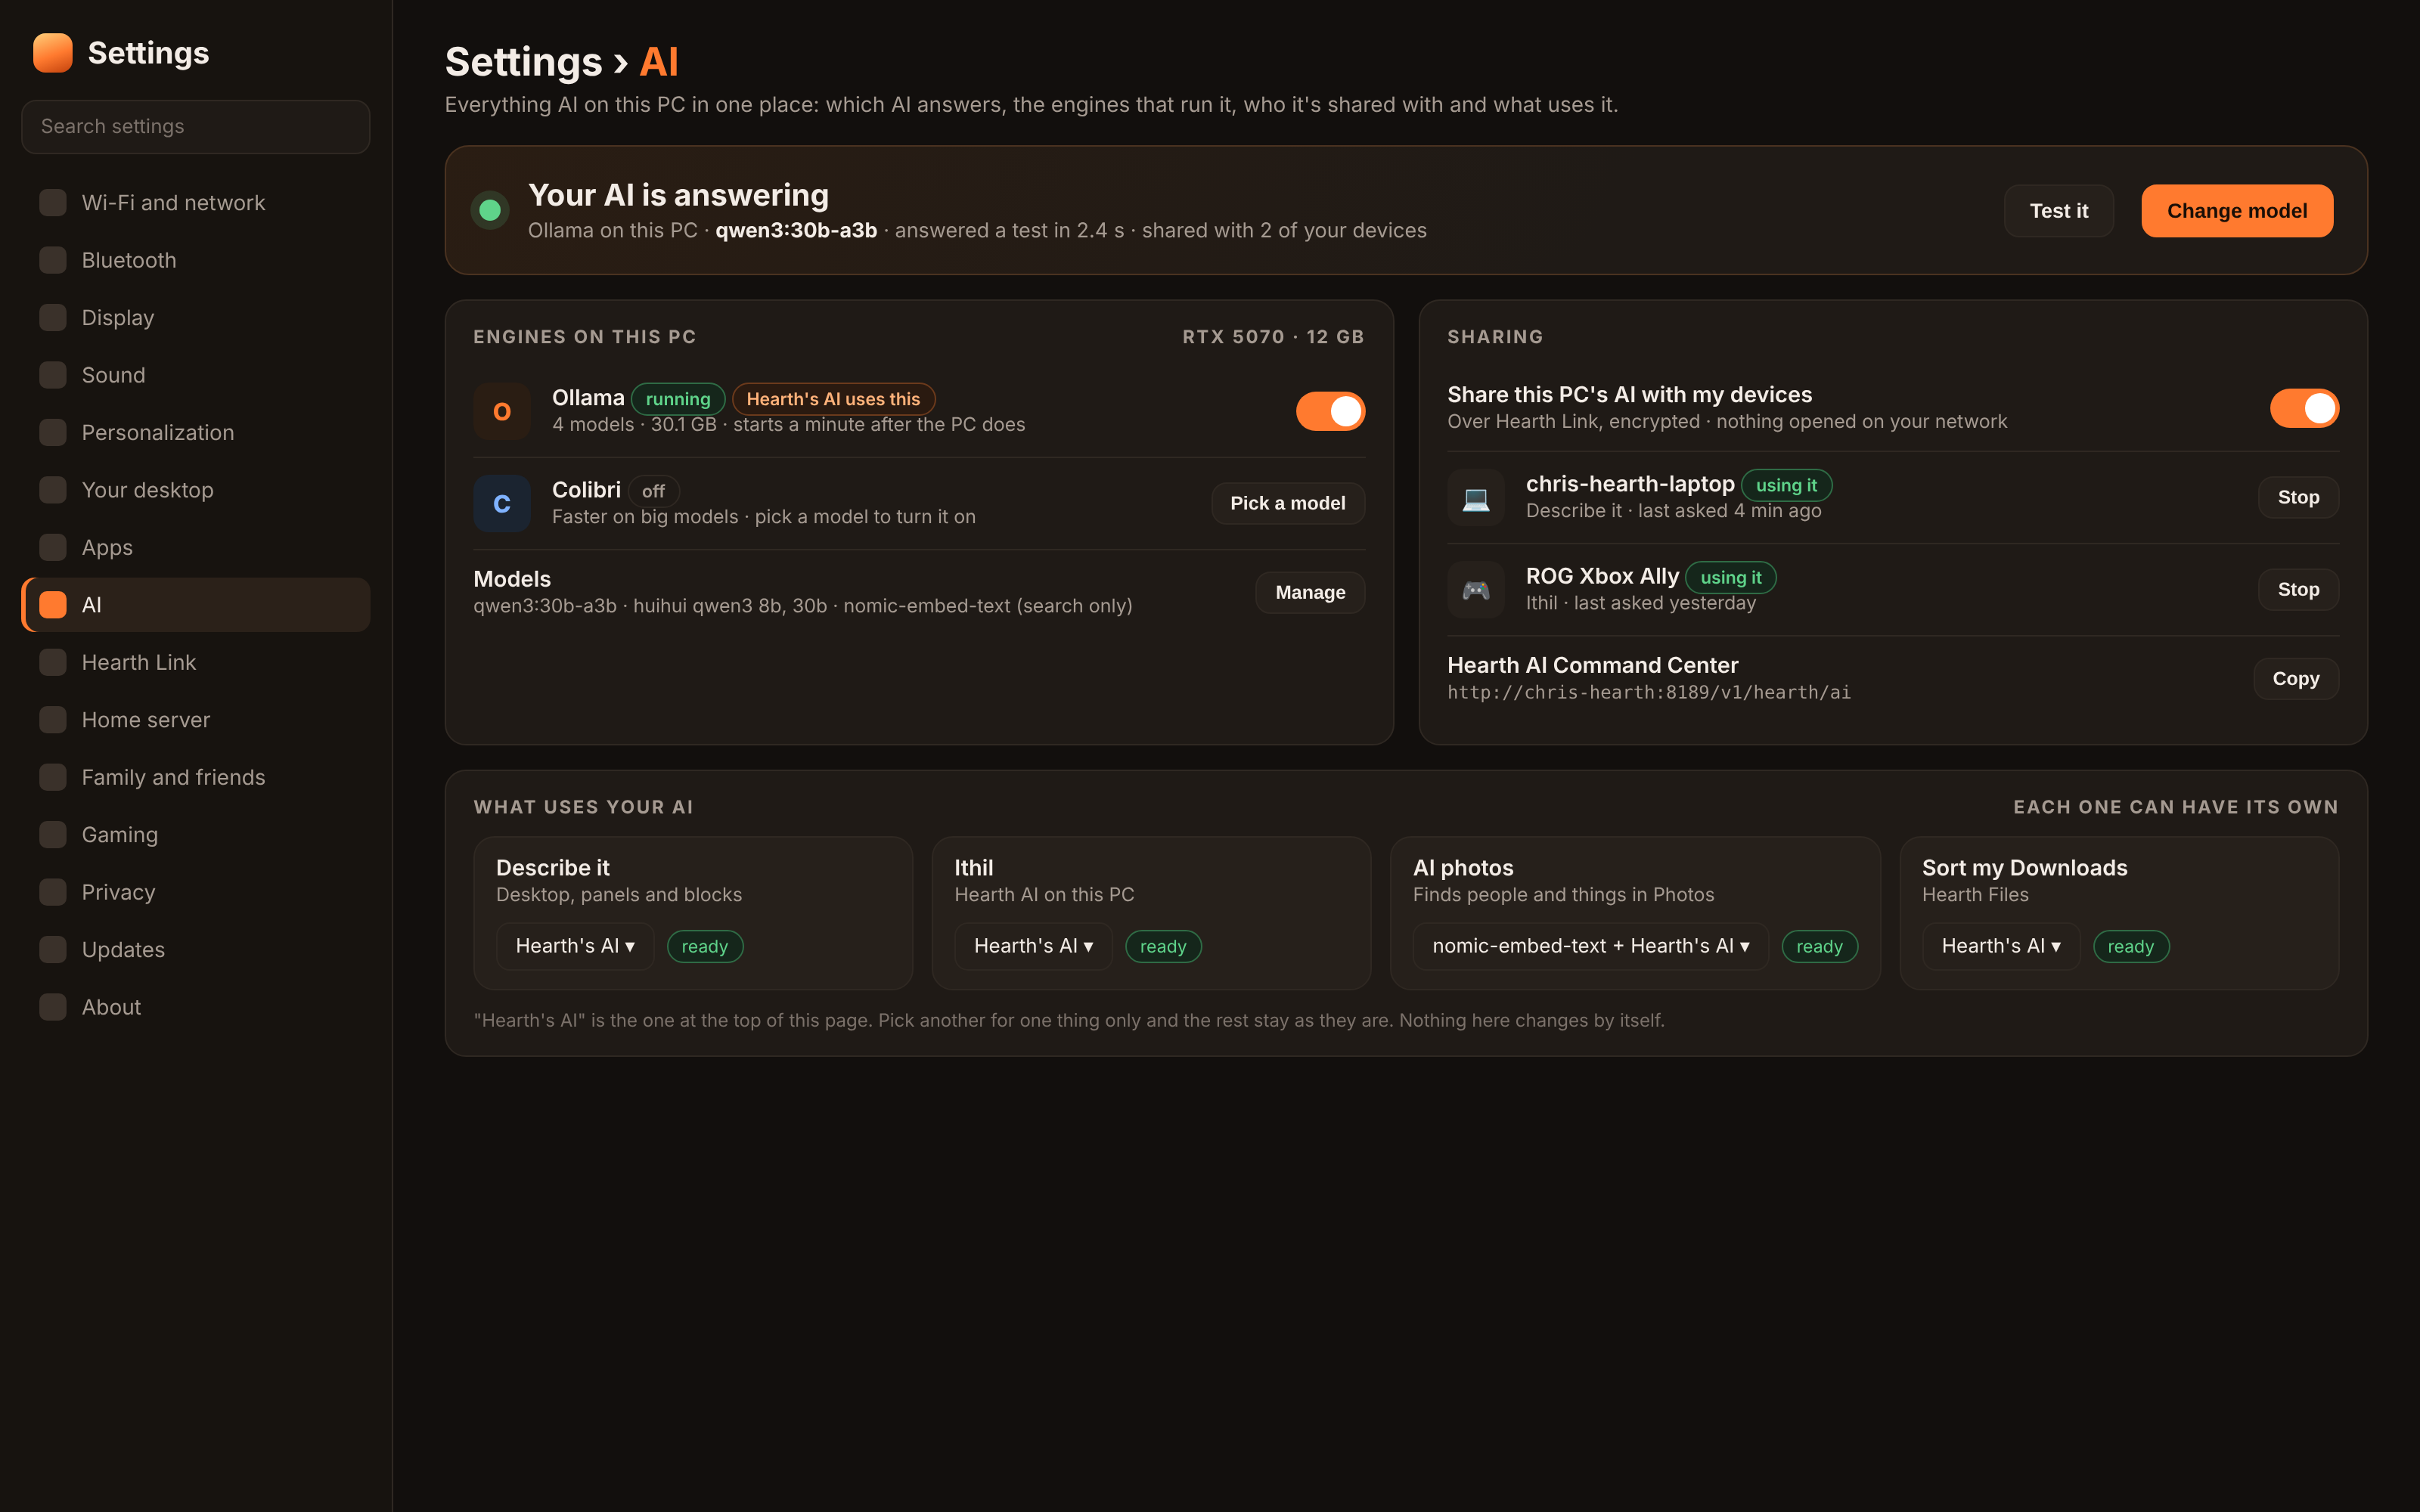 Settings
Search settings
Wi-Fi and network
Bluetooth
Display
Sound
Personalization
Your desktop
Apps
AI
Hearth Link
Home server
Family and friends
Gaming
Privacy
Updates
About
Settings › AI
Everything AI on this PC in one place: which AI answers, the engines that run it, who it's shared with and what uses it.
Your AI is answering
Ollama on this PC · qwen3:30b-a3b · answered a test in 2.4 s · shared with 2 of your devices
Test it
Change model
ENGINES ON THIS PC
RTX 5070 · 12 GB
O
Ollama running Hearth's AI uses this
4 models · 30.1 GB · starts a minute after the PC does
C
Colibri off
Faster on big models · pick a model to turn it on
Pick a model
Models
qwen3:30b-a3b · huihui qwen3 8b, 30b · nomic-embed-text (search only)
Manage
SHARING
Share this PC's AI with my devices
Over Hearth Link, encrypted · nothing opened on your network
chris-hearth-laptop using it
Describe it · last asked 4 min ago
Stop
ROG Xbox Ally using it
Ithil · last asked yesterday
Stop
Hearth AI Command Center
http://chris-hearth:8189/v1/hearth/ai
Copy
WHAT USES YOUR AI
EACH ONE CAN HAVE ITS OWN
Describe it
Desktop, panels and blocks
Hearth's AI ▾ ready
Ithil
Hearth AI on this PC
Hearth's AI ▾ ready
AI photos
Finds people and things in Photos
nomic-embed-text + Hearth's AI ▾ ready
Sort my Downloads
Hearth Files
Hearth's AI ▾ ready
"Hearth's AI" is the one at the top of this page. Pick another for one thing only and the rest stay as they are. Nothing here changes by itself.